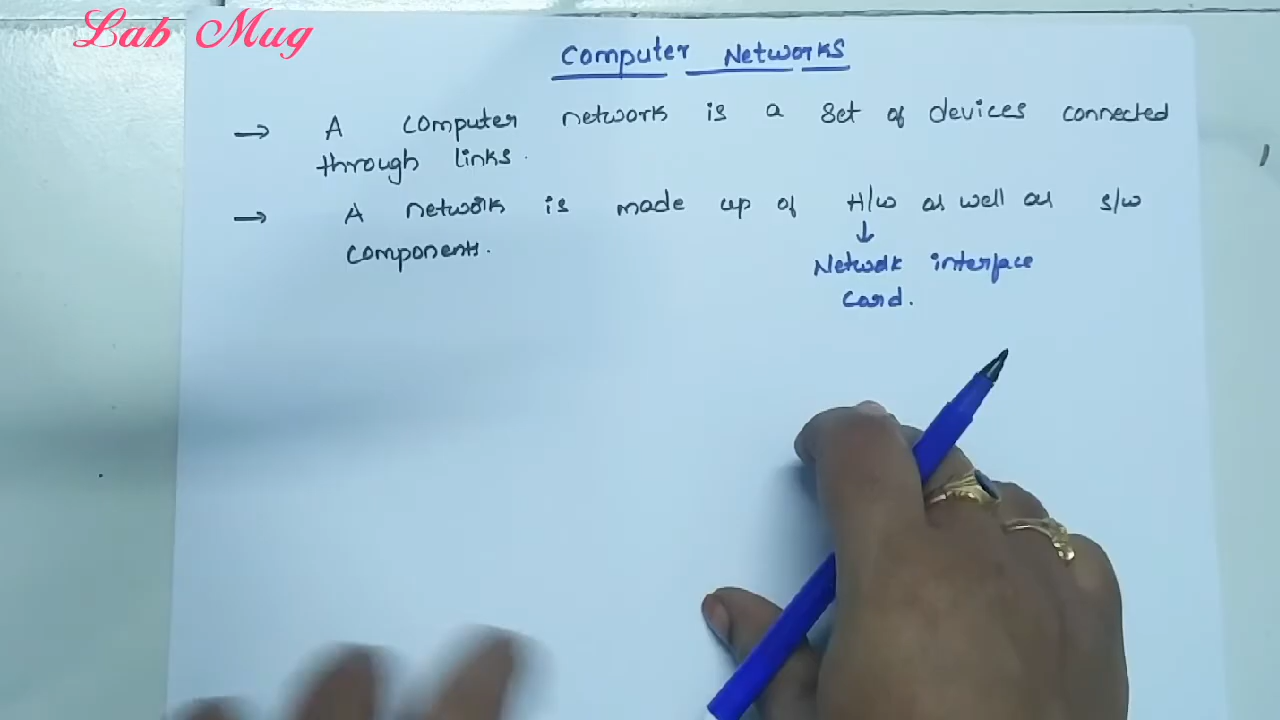 Lab Mug
Computer Networks
→ A computer network is a set of devices connected
through links.
→ A network is made up of H/w as well as s/w
components.
↓
Network interface
Card.